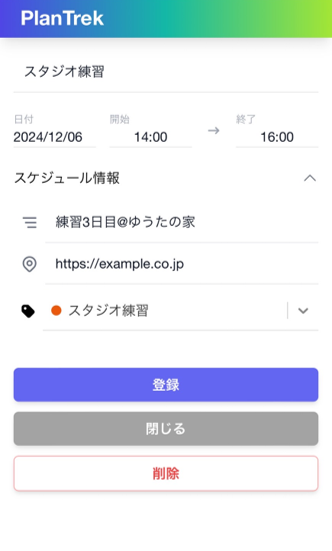 PlanTrek
スタジオ練習
日付 開始 終了
2024/12/06 14:00 → 16:00
スケジュール情報
練習3日目@ゆうたの家
https://example.co.jp
スタジオ練習
登録
閉じる
削除